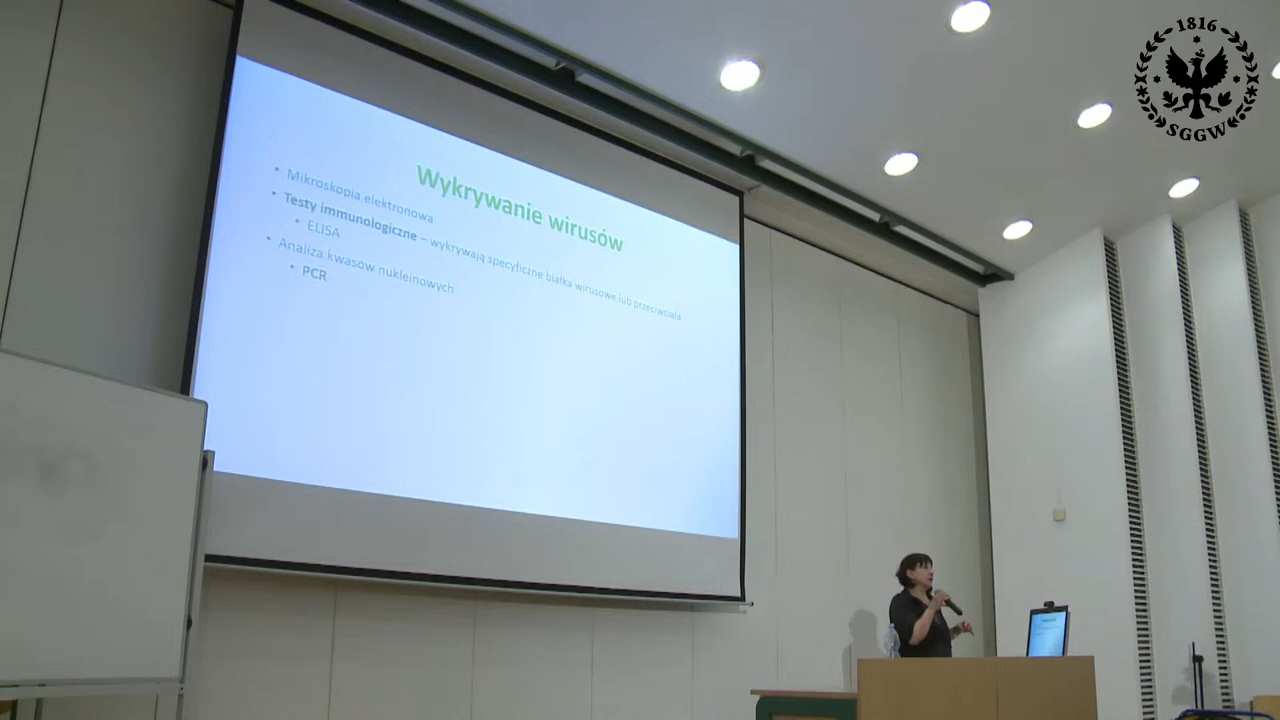 Wykrywanie wirusów
• Mikroskopia elektronowa
• Testy immunologiczne – wykrywają specyficzne białka wirusowe lub przeciwciała
• ELISA
• Analiza kwasów nukleinowych
• PCR
1816
SGGW